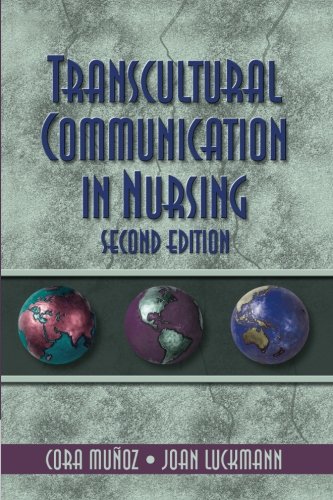 TRANSCULTURAL
COMMUNICATION
IN NURSING
SECOND EDITION
CORA MUÑOZ • JOAN LUCKMANN